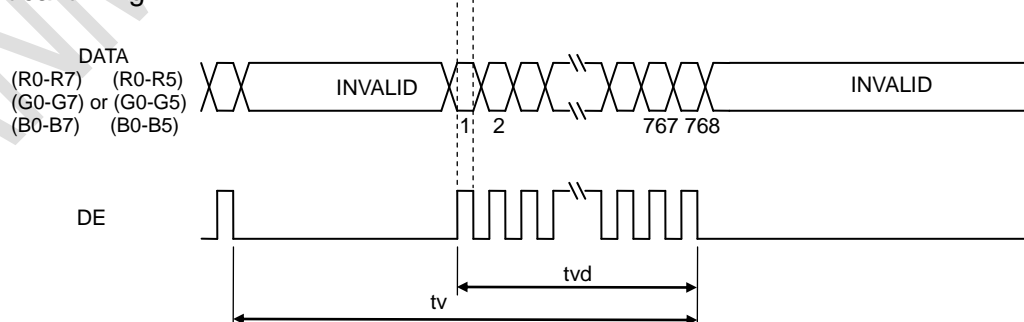 DATA
(R0-R7) (R0-R5)
(G0-G7) or (G0-G5)
(B0-B7) (B0-B5)
INVALID
INVALID
1 2 767 768
DE
tvd
tv